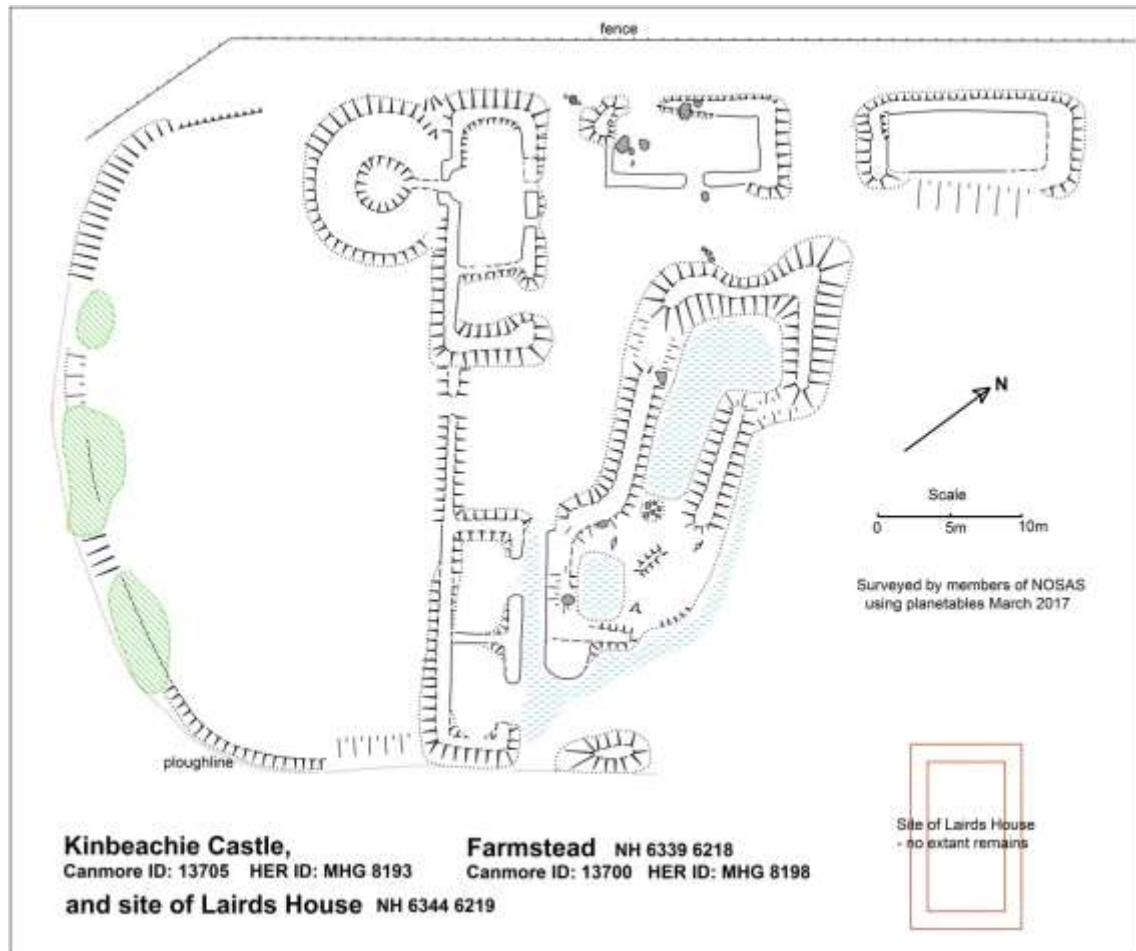 fence
N
Scale
0 5m 10m
Surveyed by members of NOSAS
using planetables March 2017
ploughline
Site of Lairds House
- no extant remains
Kinbeachie Castle,
Canmore ID: 13705 HER ID: MHG 8193
Farmstead NH 6339 6218
Canmore ID: 13700 HER ID: MHG 8198
and site of Lairds House NH 6344 6219